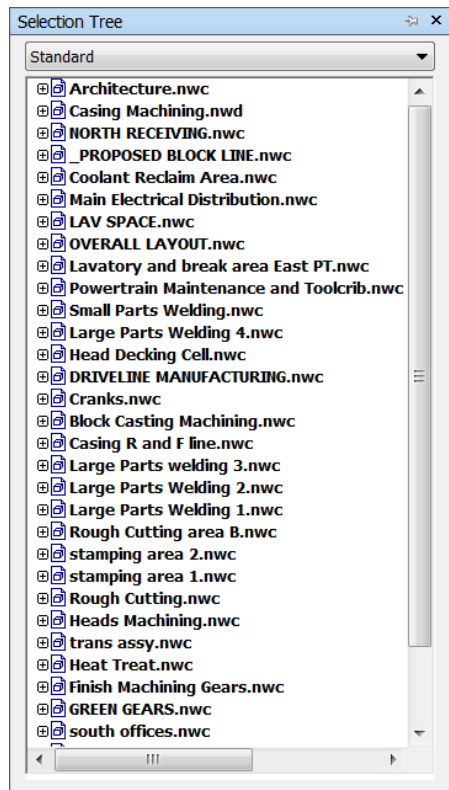 Selection Tree
Standard
Architecture.nwc
Casing Machining.nwd
NORTH RECEIVING.nwc
_PROPOSED BLOCK LINE.nwc
Coolant Reclaim Area.nwc
Main Electrical Distribution.nwc
LAV SPACE.nwc
OVERALL LAYOUT.nwc
Lavatory and break area East PT.nwc
Powertrain Maintenance and Toolcrib.nwc
Small Parts Welding.nwc
Large Parts Welding 4.nwc
Head Decking Cell.nwc
DRIVELINE MANUFACTURING.nwc
Cranks.nwc
Block Casting Machining.nwc
Casing R and F line.nwc
Large Parts welding 3.nwc
Large Parts Welding 2.nwc
Large Parts Welding 1.nwc
Rough Cutting area B.nwc
stamping area 2.nwc
stamping area 1.nwc
Rough Cutting.nwc
Heads Machining.nwc
trans assy.nwc
Heat Treat.nwc
Finish Machining Gears.nwc
GREEN GEARS.nwc
south offices.nwc